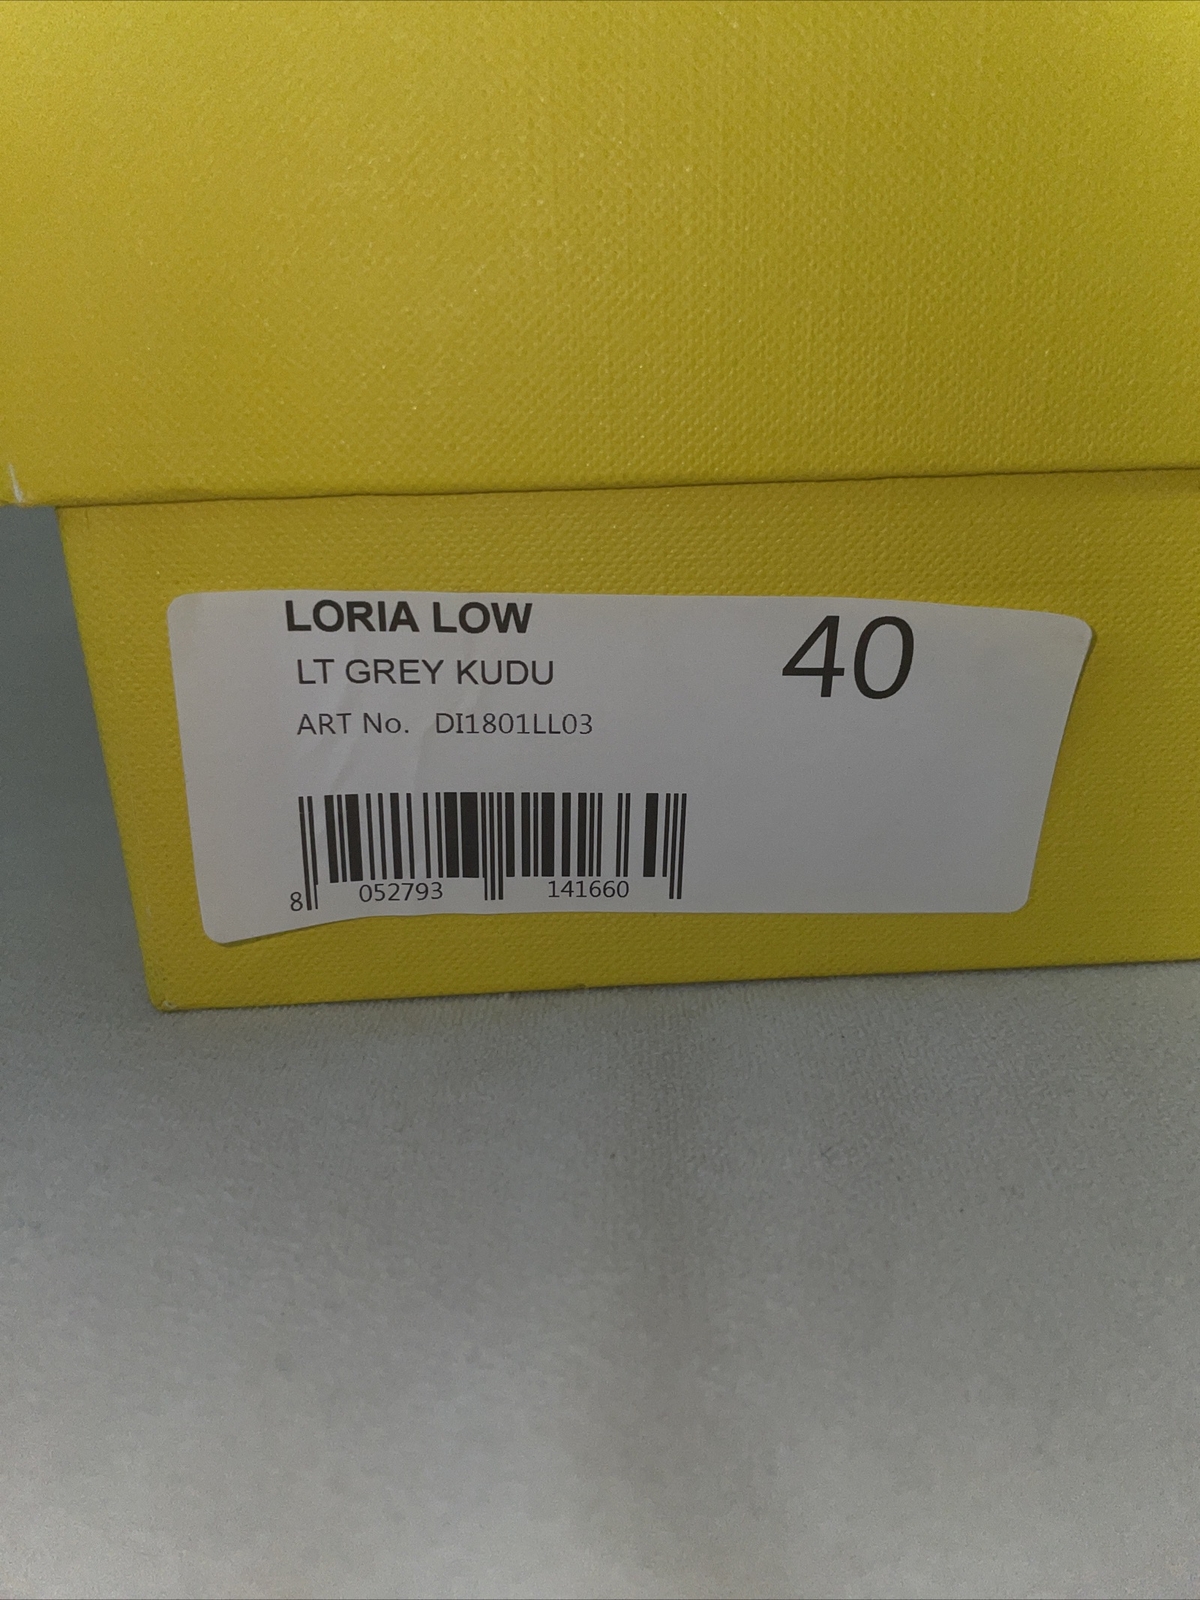 LORIA LOW
40
LT GREY KUDU
ART No. DI1801LL03
8 052793 141660